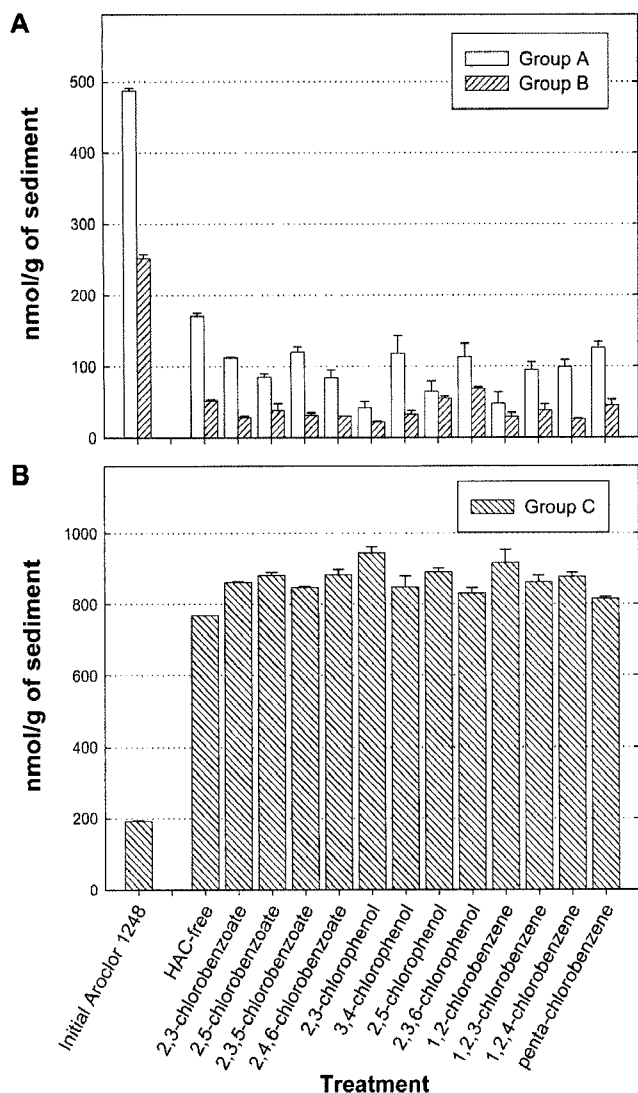 A
Group A
Group B
500
400
300
200
100
0
nmol/g of sediment
B
Group C
1000
800
600
400
200
0
nmol/g of sediment
Initial Aroclor 1248
HAC-free
2,3-chlorobenzoate
2,5-chlorobenzoate
2,3,5-chlorobenzoate
2,4,6-chlorobenzoate
2,3-chlorophenol
3,4-chlorophenol
2,5-chlorophenol
2,3,6-chlorophenol
1,2-chlorobenzene
1,2,3-chlorobenzene
1,2,4-chlorobenzene
penta-chlorobenzene
Treatment